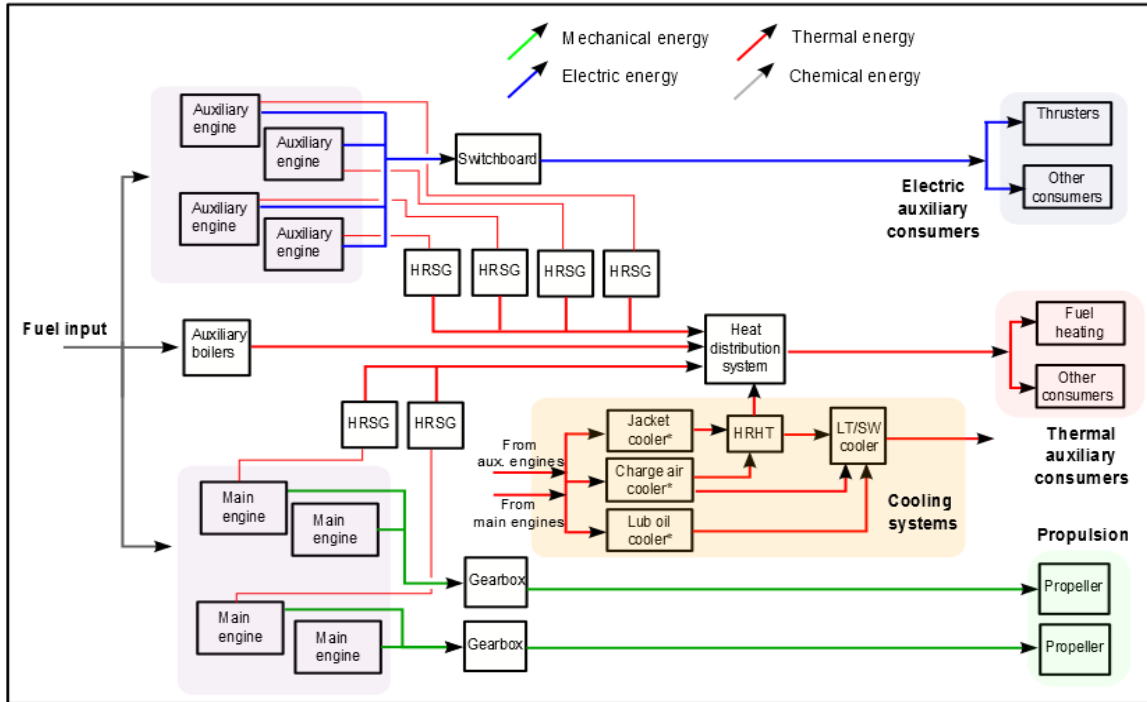 Mechanical energy
Thermal energy
Electric energy
Chemical energy
Auxiliary
engine
Auxiliary
engine
Auxiliary
engine
Auxiliary
engine
Switchboard
Thrusters
Other
consumers
Electric
auxiliary
consumers
HRSG
HRSG
HRSG
HRSG
Fuel input
Auxiliary
boilers
Heat
distribution
system
Fuel
heating
Other
consumers
Thermal
auxiliary
consumers
HRSG
HRSG
From
aux. engines
From
main engines
Jacket
cooler*
Charge air
cooler*
Lub oil
cooler*
HRHT
LT/SW
cooler
Cooling
systems
Main
engine
Main
engine
Main
engine
Main
engine
Gearbox
Gearbox
Propulsion
Propeller
Propeller